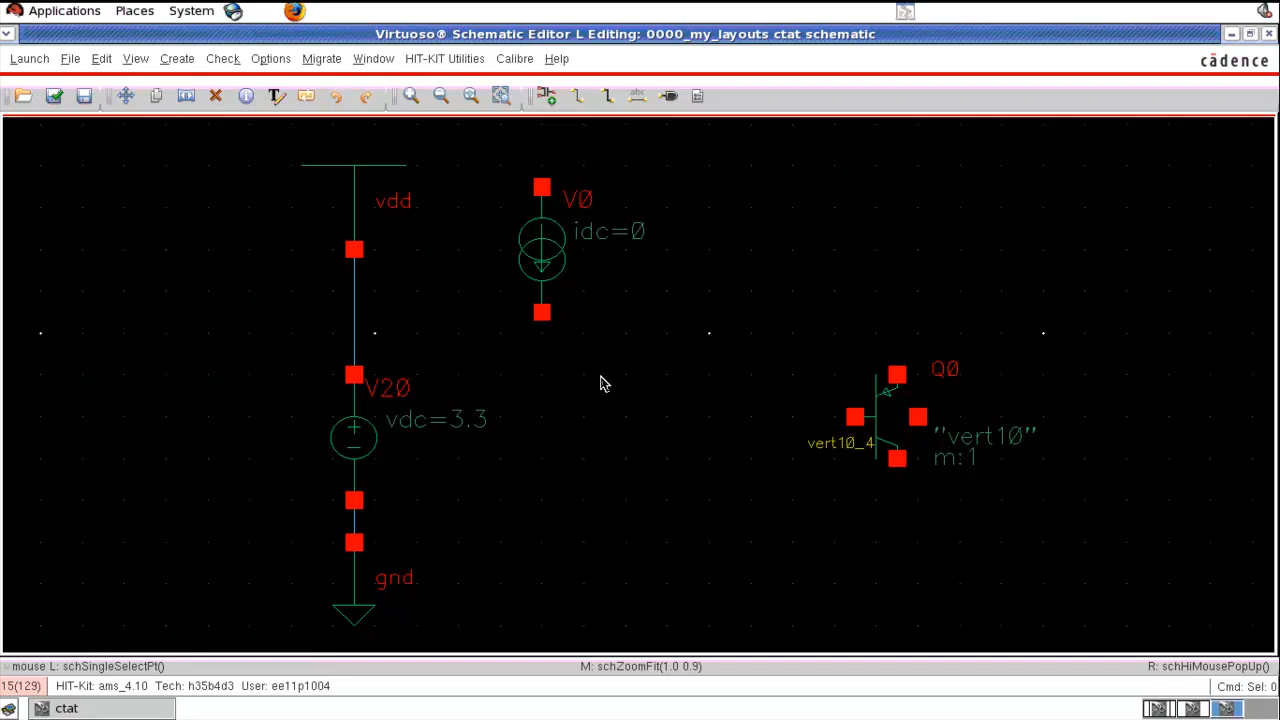 Applications Places System
Virtuoso® Schematic Editor L Editing: 0000_my_layouts ctat schematic
Launch File Edit View Create Check Options Migrate Window HIT-KIT Utilities Calibre Help
cādence
abc
vdd
V0
idc=0
V20
vdc=3.3
gnd
Q0
"vert10"
m:1
vert10_4
mouse L: schSingleSelectPt() M: schZoomFit(1.0 0.9) R: schHiMousePopUp()
15(129) HIT-Kit: ams_4.10 Tech: h35b4d3 User: ee11p1004 Cmd: Sel: 0
ctat